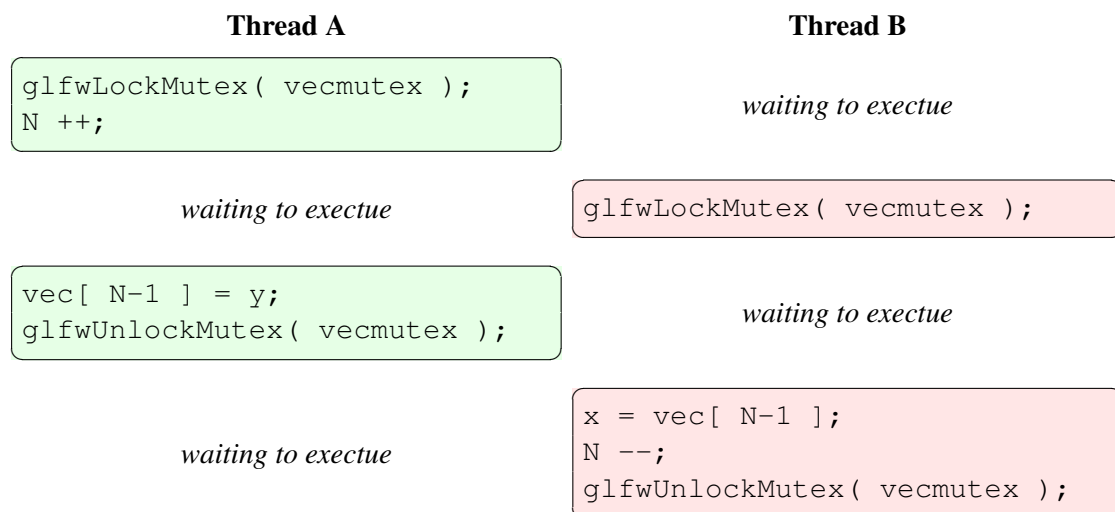 Thread A
Thread B
glfwLockMutex( vecmutex );
N ++;
waiting to exectue
waiting to exectue
glfwLockMutex( vecmutex );
vec[ N-1 ] = y;
glfwUnlockMutex( vecmutex );
waiting to exectue
waiting to exectue
x = vec[ N-1 ];
N --;
glfwUnlockMutex( vecmutex );